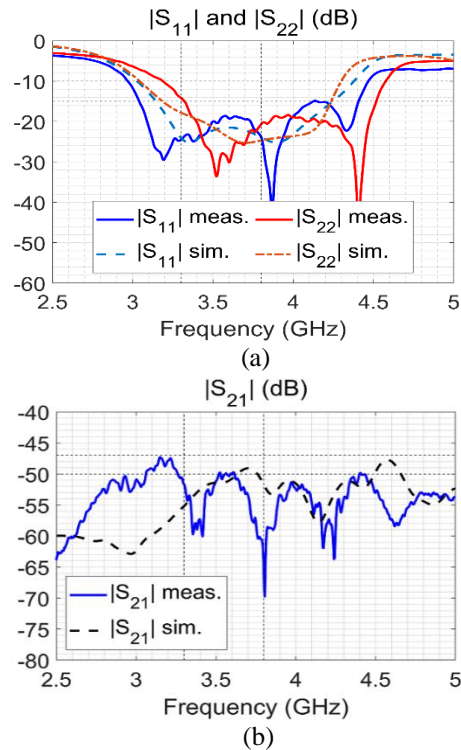 |S11| and |S22| (dB)
0
-10
-20
-30
-40
-50
-60
|S11| meas. |S22| meas.
|S11| sim. |S22| sim.
2.5 3 3.5 4 4.5 5
Frequency (GHz)
(a)
|S21| (dB)
-40
-45
-50
-55
-60
-65
-70
-75
-80
|S21| meas.
|S21| sim.
2.5 3 3.5 4 4.5 5
Frequency (GHz)
(b)